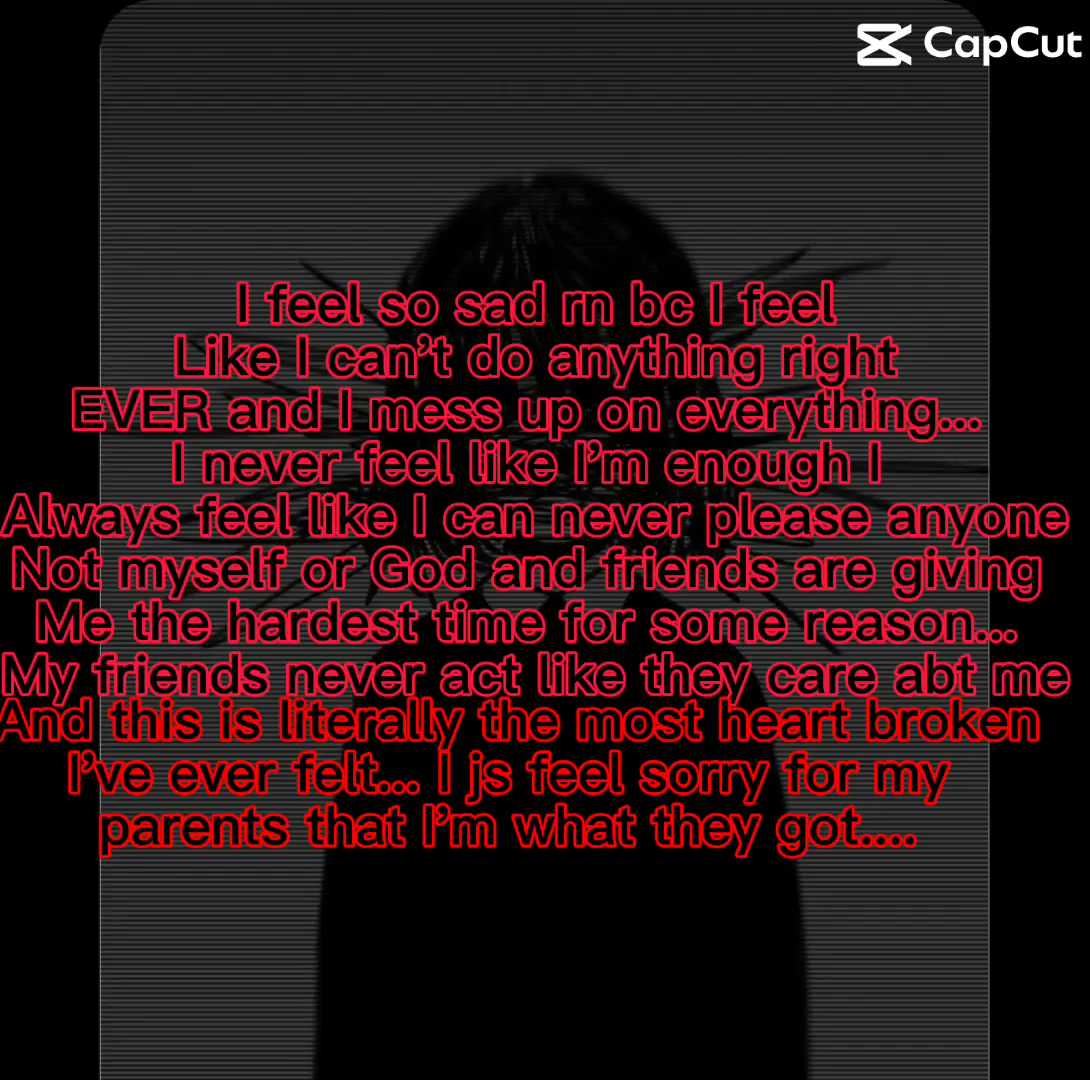 CapCut
I feel so sad rn bc I feel
Like I can't do anything right
EVER and I mess up on everything...
I never feel like I'm enough I
Always feel like I can never please anyone
Not myself or God and friends are giving
Me the hardest time for some reason...
My friends never act like they care abt me
And this is literally the most heart broken
I've ever felt... I js feel sorry for my
parents that I'm what they got....